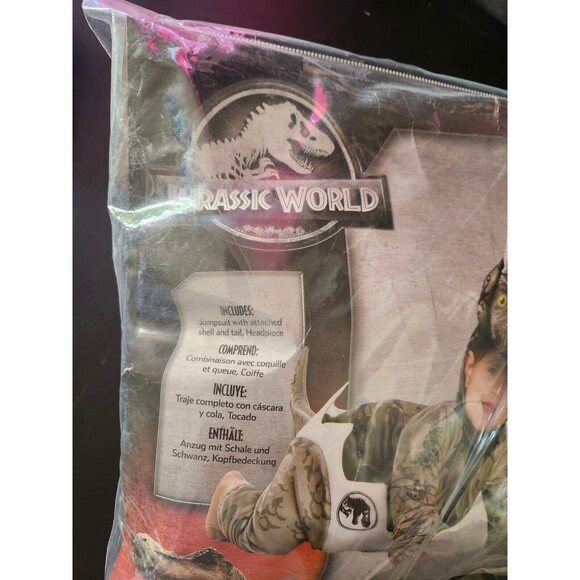 JURASSIC WORLD
INCLUDES:
Jumpsuit with attached
shell and tail, Headpiece
COMPREND:
Combinaison avec coquille
et queue, Coiffe
INCLUYE:
Traje completo con cáscara
y cola, Tocado
ENTHÄLT:
Anzug mit Schale und
Schwanz, Kopfbedeckung